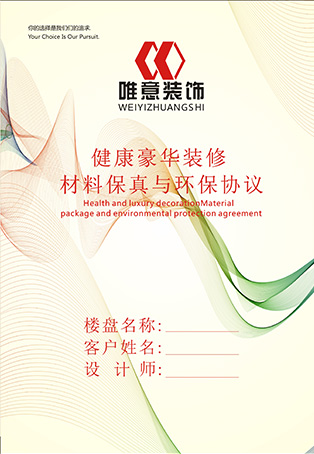 你的选择是我们们的追求.
Your Choice Is Our Pursuit.
唯意装饰
WEIYIZHUANGSHI
健康豪华装修
材料保真与环保协议
Health and luxury decorationMaterial
package and environmental protection agreement
楼盘名称:
客户姓名:
设 计 师: